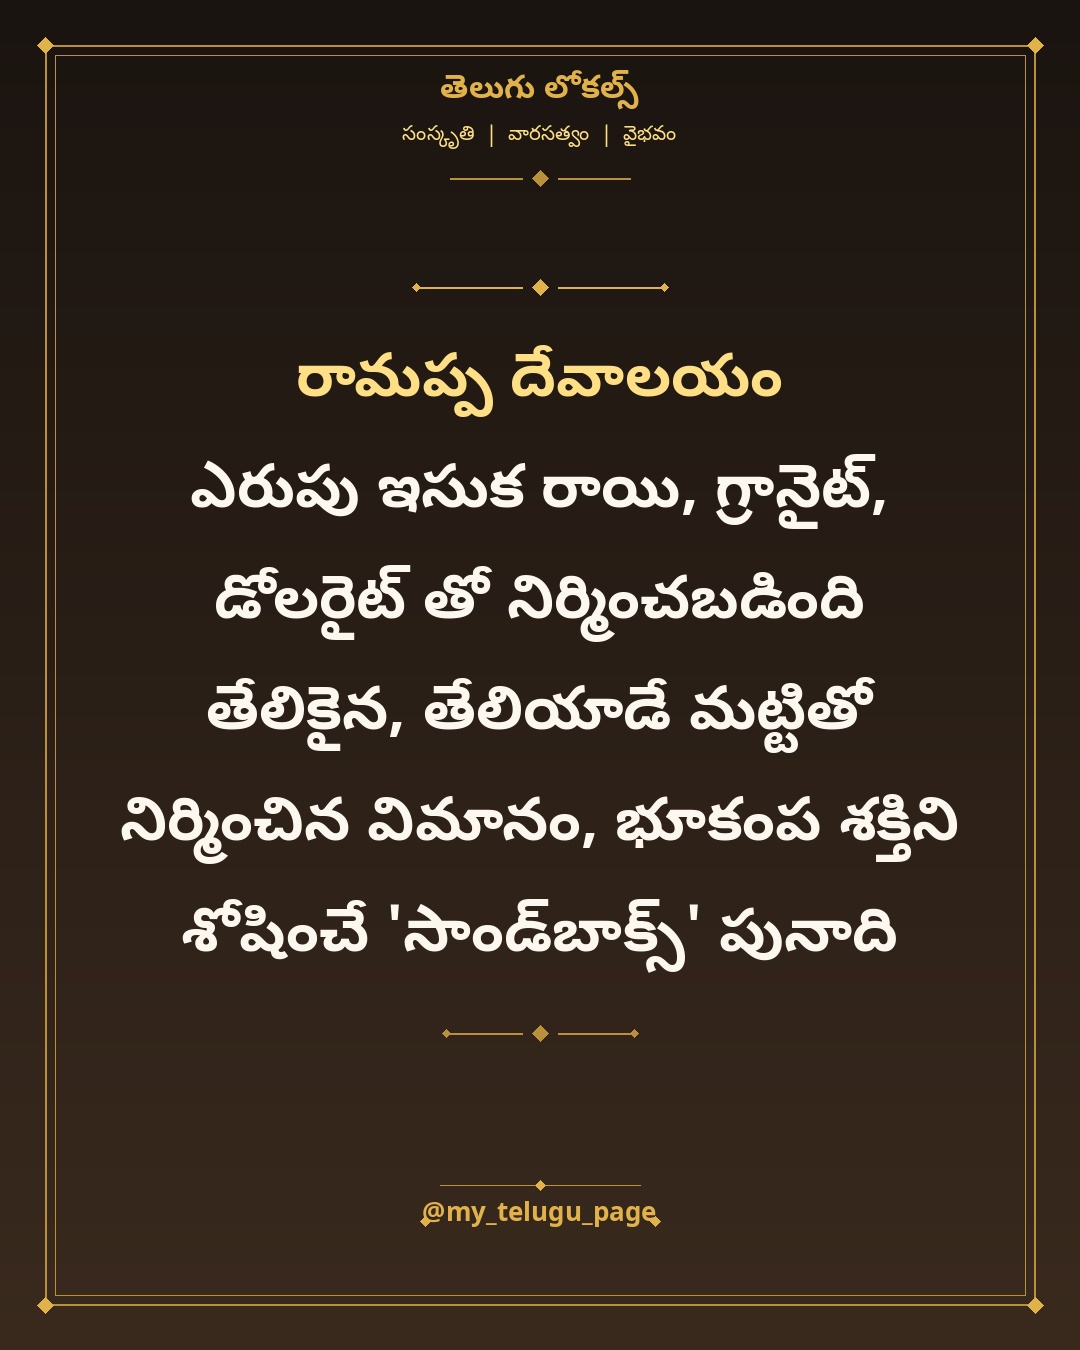 తెలుగు లోకల్స్
సంస్కృతి | వారసత్వం | వైభవం
రామప్ప దేవాలయం
ఎరుపు ఇసుక రాయి, గ్రానైట్,
డోలరైట్ తో నిర్మించబడింది
తేలికైన, తేలియాడే మట్టితో
నిర్మించిన విమానం, భూకంప శక్తిని
శోషించే 'సాండ్‌బాక్స్' పునాది
@my_telugu_page